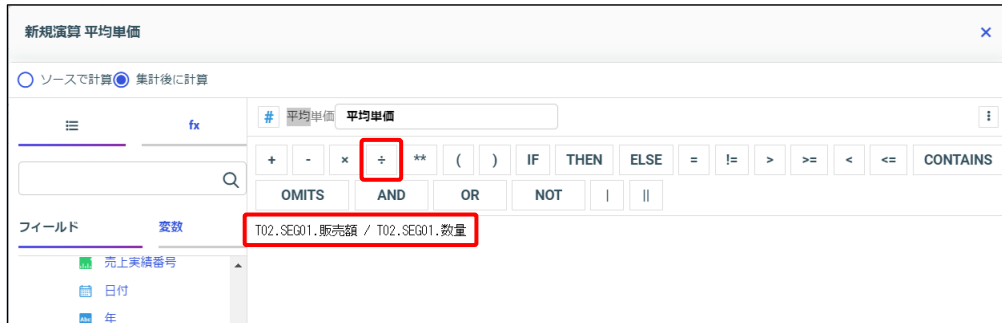 新規演算 平均単価 ×
ソースで計算 集計後に計算
fx
# 平均単価 平均単価
+ - × ÷ ** ( ) IF THEN ELSE = != > >= < <= CONTAINS
OMITS AND OR NOT | ||
フィールド 変数
T02.SEG01.販売額 / T02.SEG01.数量
売上実績番号
日付
Abc 年